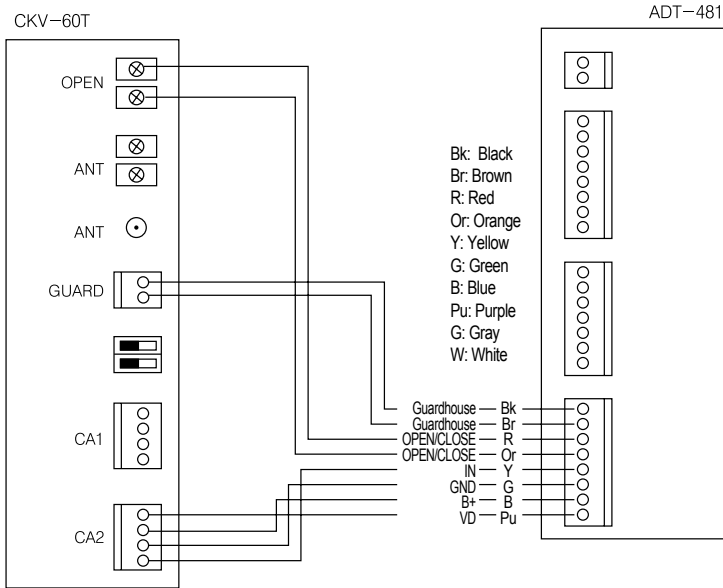 CKV-60T
ADT-481
OPEN
ANT
ANT
GUARD
CA1
CA2
Bk: Black
Br: Brown
R: Red
Or: Orange
Y: Yellow
G: Green
B: Blue
Pu: Purple
G: Gray
W: White
Guardhouse Bk
Guardhouse Br
OPEN/CLOSE R
OPEN/CLOSE Or
IN Y
GND G
B+ B
VD Pu